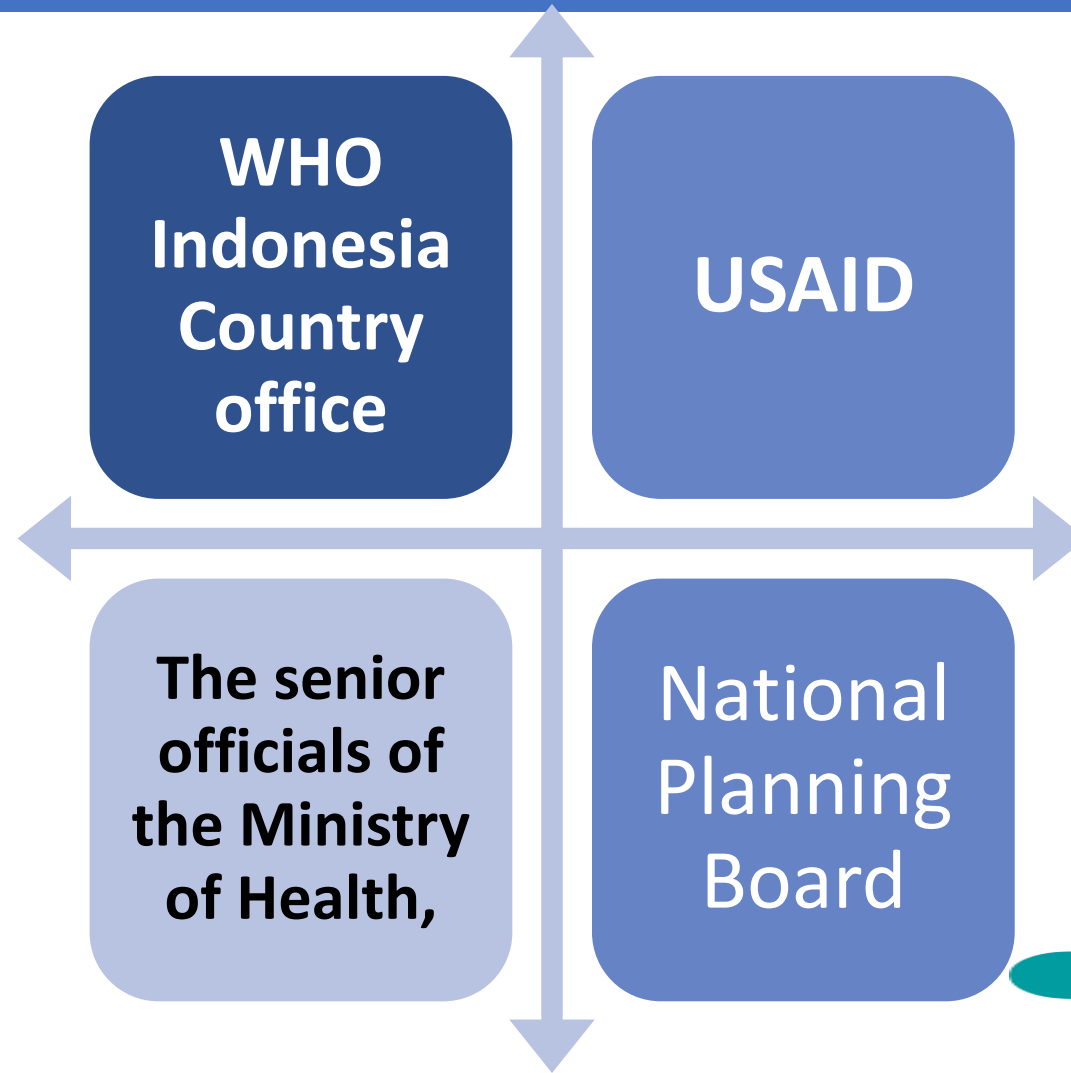 WHO
Indonesia
Country
office
USAID
The senior
officials of
the Ministry
of Health,
National
Planning
Board